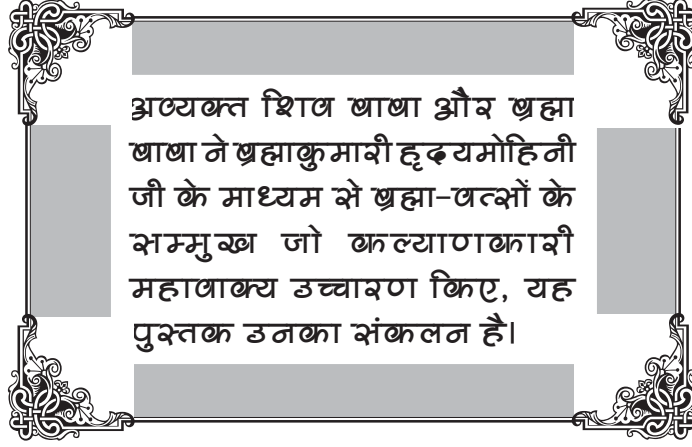 अव्यक्त शिव बाबा और ब्रह्मा
बाबा ने ब्रह्माकुमारी हृदयमोहिनी
जी के माध्यम से ब्रह्मा-वत्सों के
सम्मुख जो कल्याणकारी
महावाक्य उच्चारण किए, यह
पुस्तक उनका संकलन है।